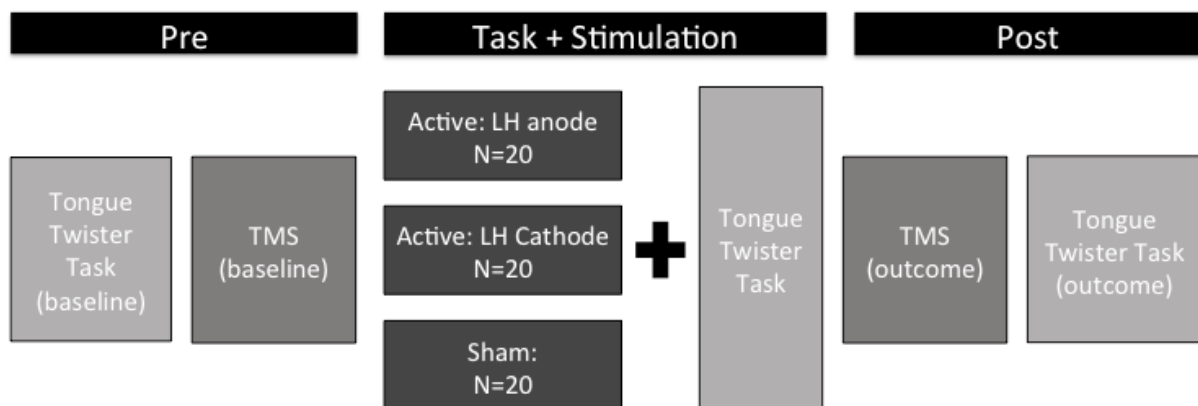 Pre
Task + Stimulation
Post
Tongue
Twister
Task
(baseline)
TMS
(baseline)
Active: LH anode
N=20
Active: LH Cathode
N=20
Sham:
N=20
+
Tongue
Twister
Task
TMS
(outcome)
Tongue
Twister Task
(outcome)